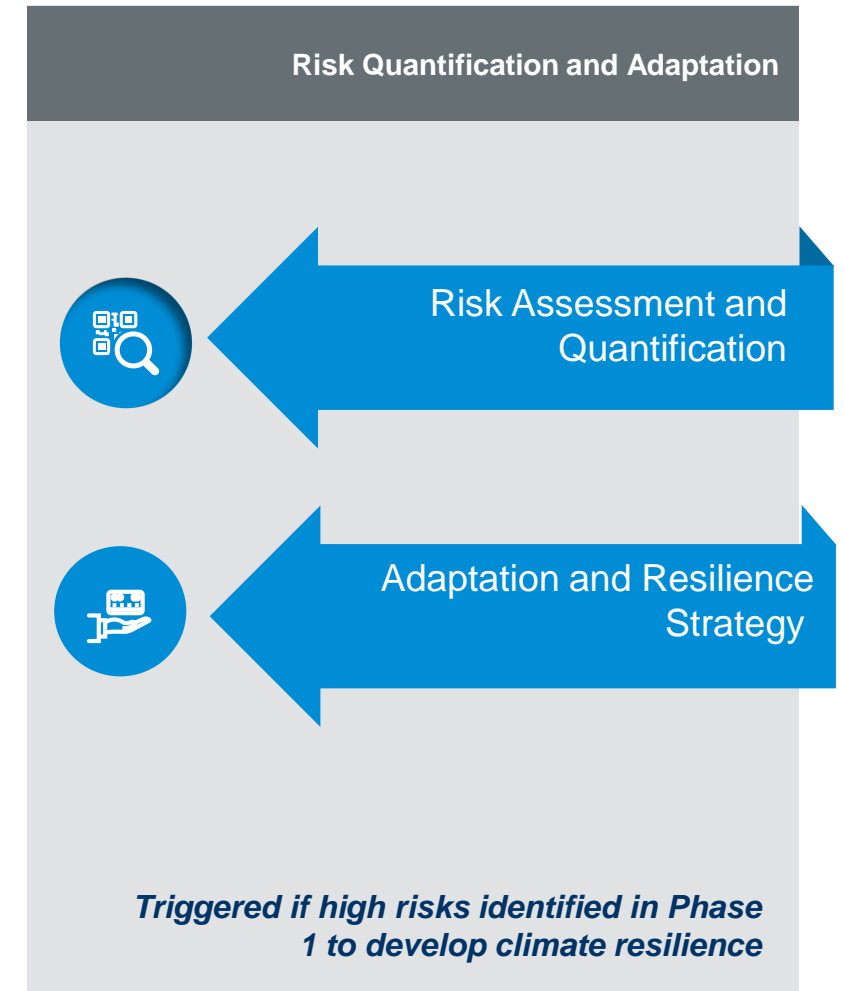 Risk Quantification and Adaptation
Risk Assessment and
Quantification
Adaptation and Resilience
Strategy
Triggered if high risks identified in Phase
1 to develop climate resilience